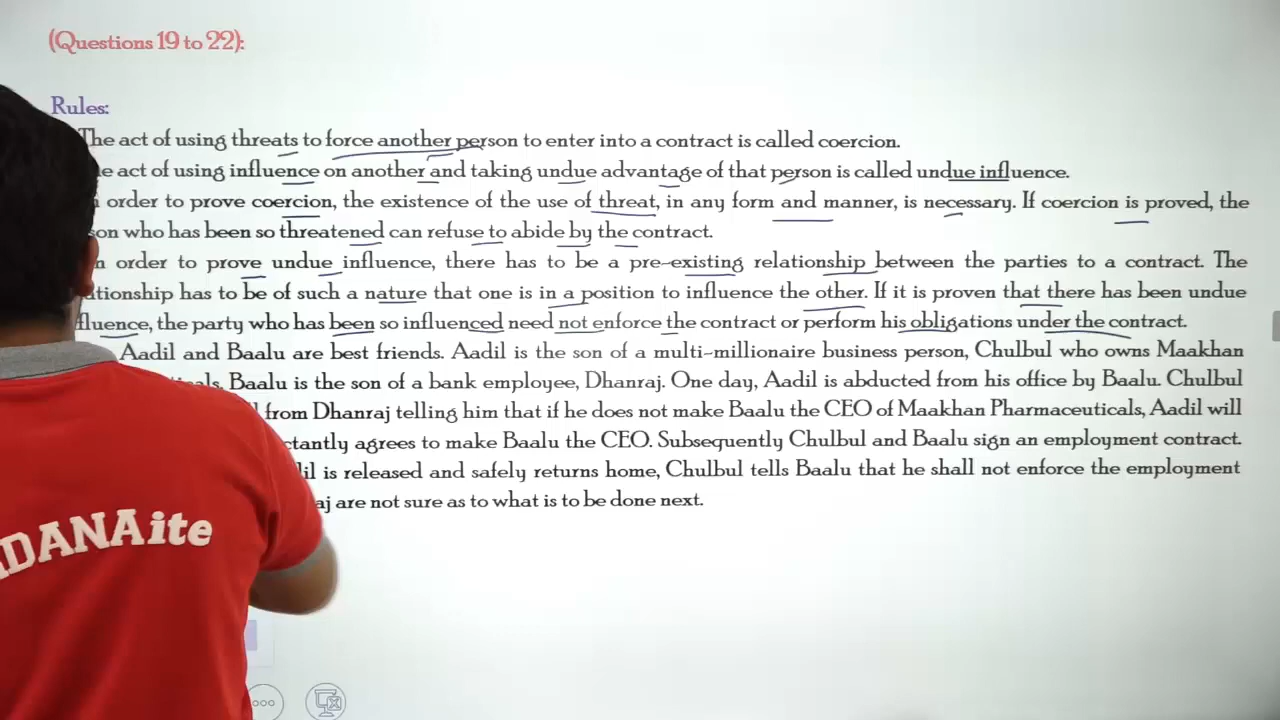 (Questions 19 to 22):
Rules:
The act of using threats to force another person to enter into a contract is called coercion.
act of using influence on another and taking undue advantage of that person is called undue influence.
order to prove coercion, the existence of the use of threat, in any form and manner, is necessary. If coercion is proved, the
who has been so threatened can refuse to abide by the contract.
order to prove undue influence, there has to be a pre-existing relationship between the parties to a contract. The
has to be of such a nature that one is in a position to influence the other. If it is proven that there has been undue
the party who has been so influenced need not enforce the contract or perform his obligations under the contract.
Aadil and Baalu are best friends. Aadil is the son of a multi-millionaire business person, Chulbul who owns Maakhan
Baalu is the son of a bank employee, Dhanraj. One day, Aadil is abducted from his office by Baalu. Chulbul
from Dhanraj telling him that if he does not make Baalu the CEO of Maakhan Pharmaceuticals, Aadil will
agrees to make Baalu the CEO. Subsequently Chulbul and Baalu sign an employment contract.
is released and safely returns home, Chulbul tells Baalu that he shall not enforce the employment
are not sure as to what is to be done next.
DANAite